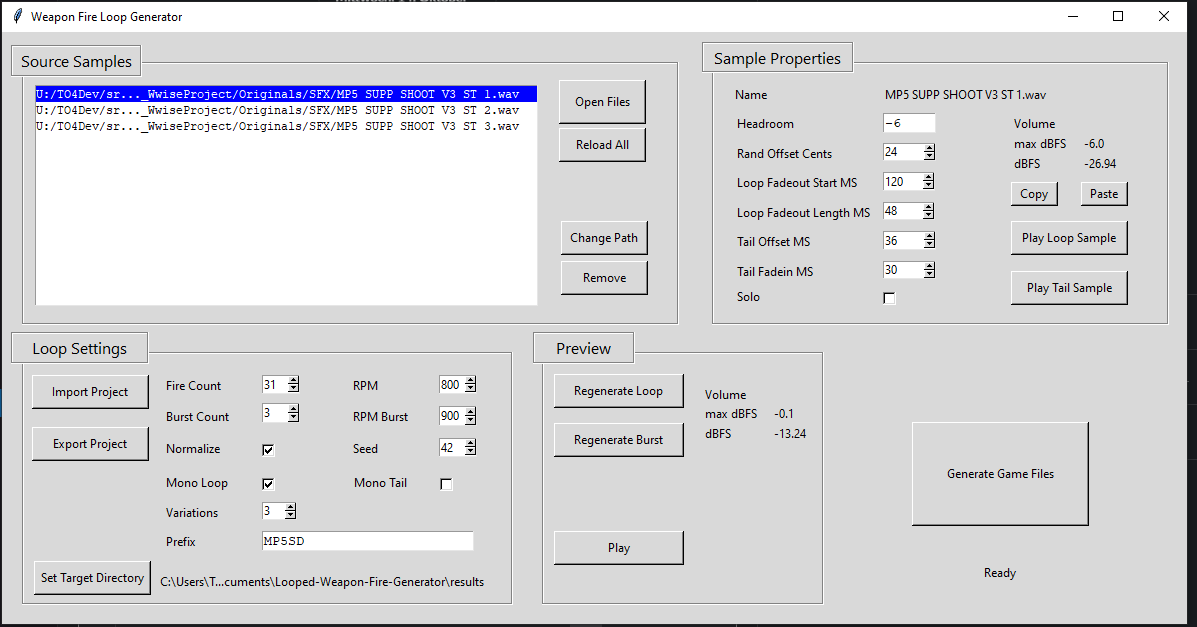 Weapon Fire Loop Generator
Source Samples
U:/TO4Dev/sr..._WwiseProject/Originals/SFX/MP5 SUPP SHOOT V3 ST 1.wav
U:/TO4Dev/sr..._WwiseProject/Originals/SFX/MP5 SUPP SHOOT V3 ST 2.wav
U:/TO4Dev/sr..._WwiseProject/Originals/SFX/MP5 SUPP SHOOT V3 ST 3.wav
Open Files
Reload All
Change Path
Remove
Sample Properties
Name MP5 SUPP SHOOT V3 ST 1.wav
Headroom -6
Rand Offset Cents 24
Loop Fadeout Start MS 120
Loop Fadeout Length MS 48
Tail Offset MS 36
Tail Fadein MS 30
Solo
Volume
max dBFS -6.0
dBFS -26.94
Copy Paste
Play Loop Sample
Play Tail Sample
Loop Settings
Import Project
Export Project
Fire Count 31 RPM 800
Burst Count 3 RPM Burst 900
Normalize Seed 42
Mono Loop Mono Tail
Variations 3
Prefix MP5SD
Set Target Directory C:\Users\T...cuments\Looped-Weapon-Fire-Generator\results
Preview
Regenerate Loop
Regenerate Burst
Volume
max dBFS -0.1
dBFS -13.24
Play
Generate Game Files
Ready